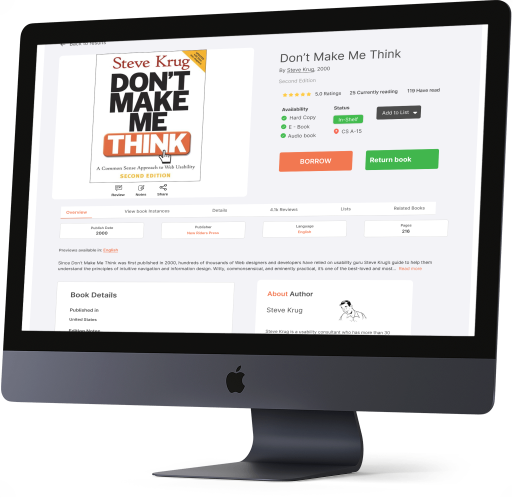 Back to results
Steve Krug
DON'T
MAKE
ME
THINK
A Common Sense Approach to Web Usability
SECOND EDITION
Review
Notes
Share
Don't Make Me Think
By Steve Krug, 2000
Second Edition
5.0 Ratings
25 Currently reading
119 Have read
Availability
Hard Copy
E - Book
Audio book
Status
In-Shelf
CS A-15
Add to List
BORROW
Return book
Overview
View book Instances
Details
4.1k Reviews
Lists
Related Books
Publish Date
2000
Publisher
New Riders Press
Language
English
Pages
216
Previews available in: English
Since Don't Make Me Think was first published in 2000, hundreds of thousands of Web designers and developers have relied on usability guru Steve Krug's guide to help them
understand the principles of intuitive navigation and information design. Witty, commonsensical, and eminently practical, it's one of the best-loved and most... Read more
Book Details
Published in
United States
Edition Notes
About Author
Steve Krug
Steve Krug is a usability consultant who has more than 30